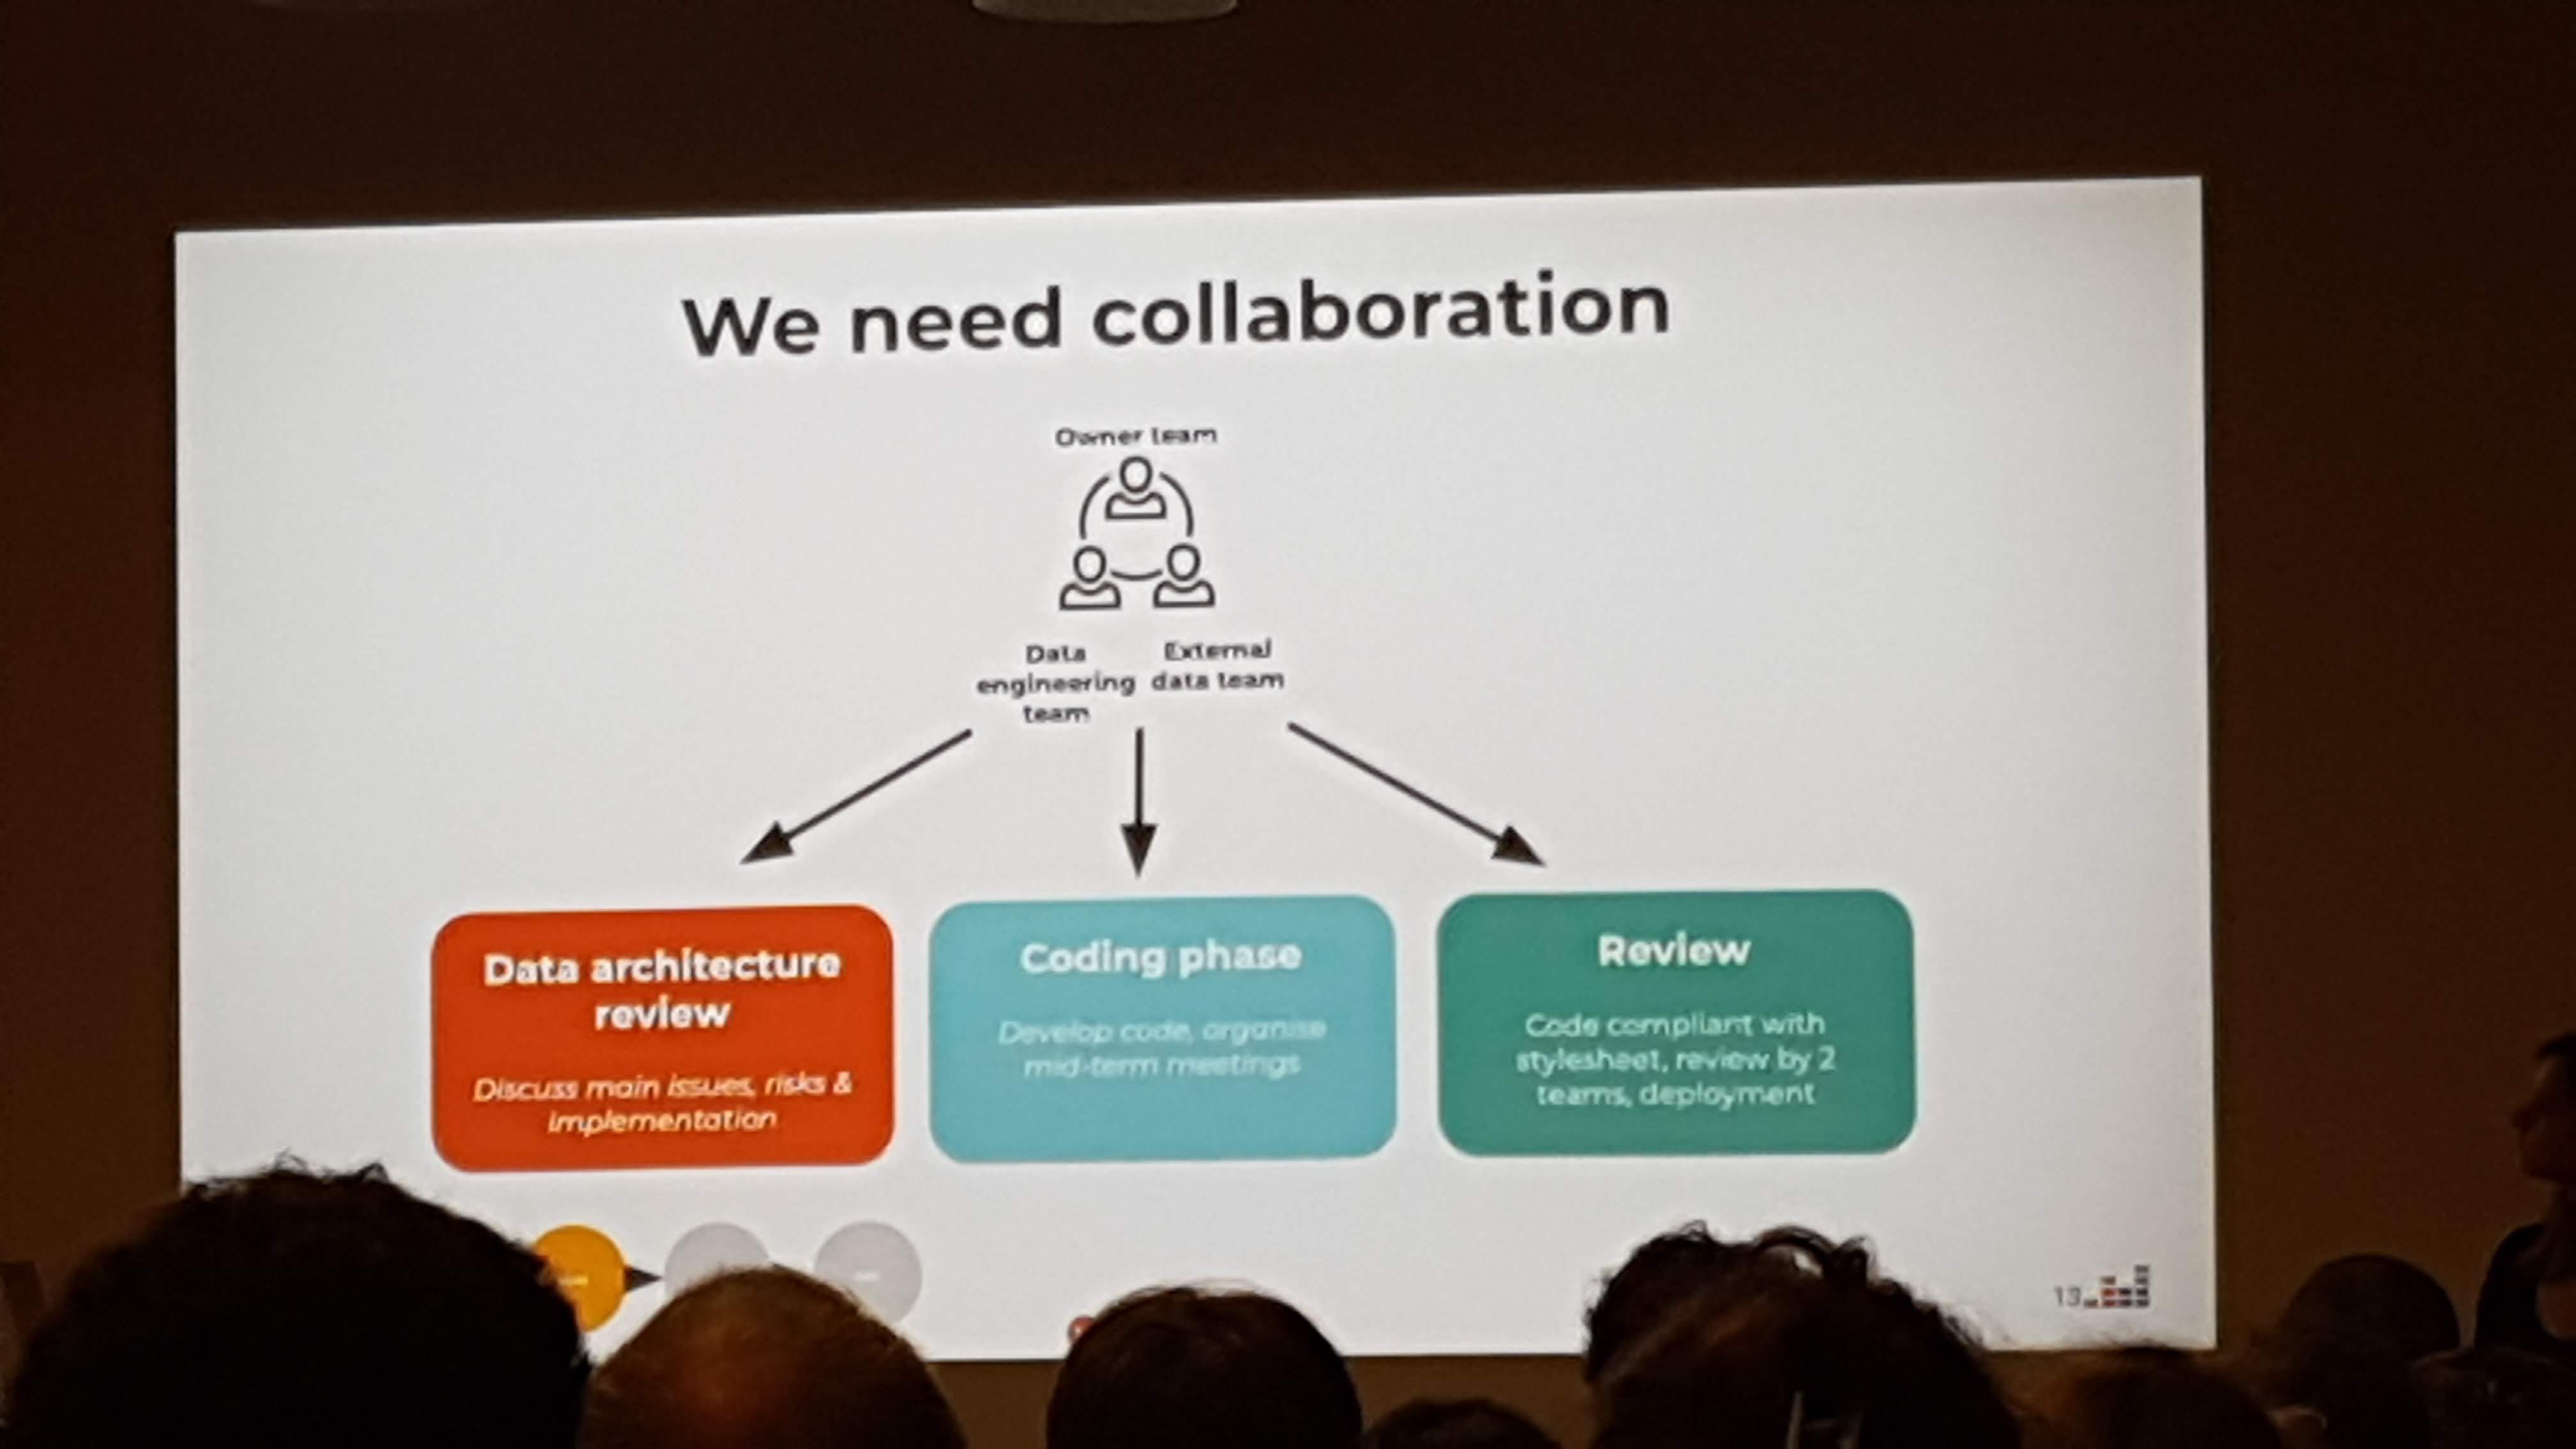 We need collaboration
Owner team
Data
engineering
team
External
data team
Data architecture
review
Discuss main issues, risks &
implementation
Coding phase
Develop code, organise
mid-term meetings
Review
Code compliant with
stylesheet, review by 2
teams, deployment
13